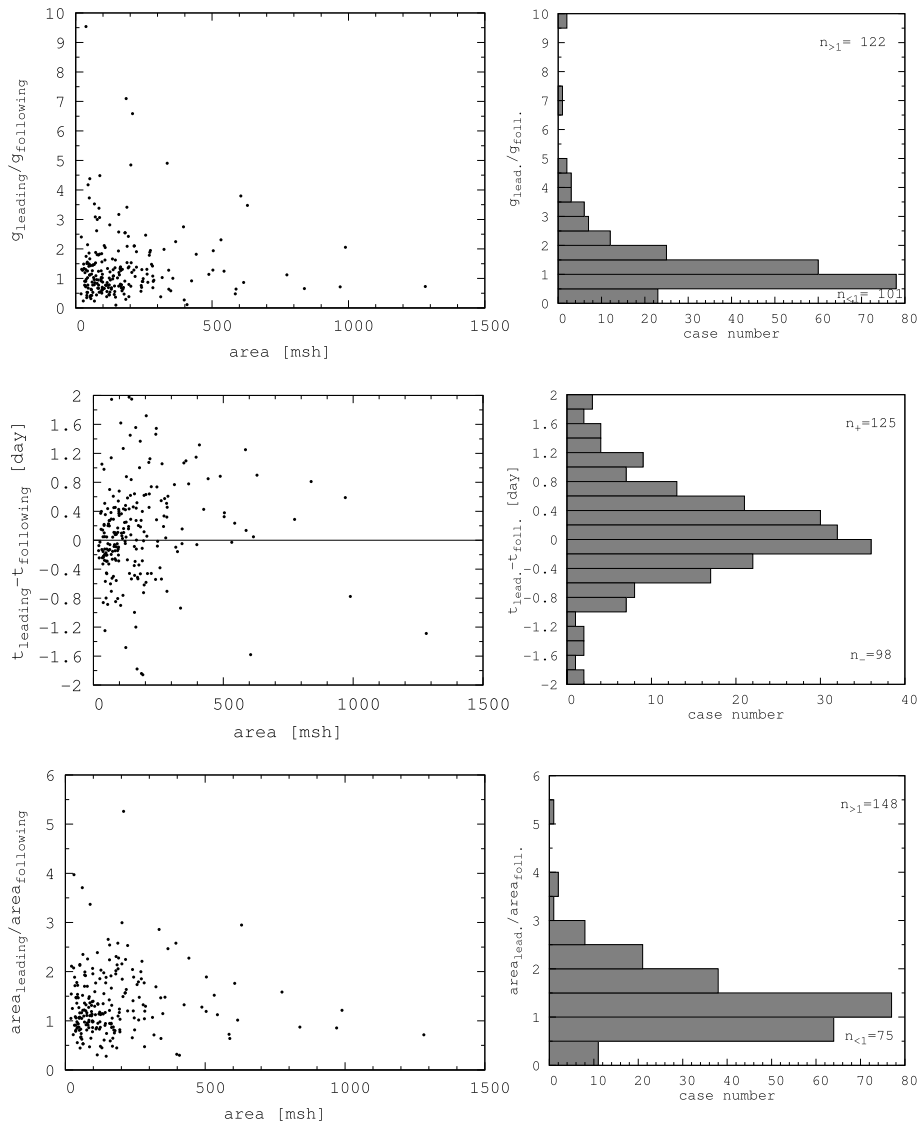 10
9
8
7
6
5
4
3
2
1
0
g_leading/g_following
0 500 1000 1500
area [msh]
10
9
8
7
6
5
4
3
2
1
0
g_lead./g_foll.
n_>1= 122
n_<1= 101
0 10 20 30 40 50 60 70 80
case number
2
1.6
1.2
0.8
0.4
0
-0.4
-0.8
-1.2
-1.6
-2
t_leading-t_following [day]
0 500 1000 1500
area [msh]
2
1.6
1.2
0.8
0.4
0
-0.4
-0.8
-1.2
-1.6
-2
t_lead.-t_foll. [day]
n_+=125
n_-=98
0 10 20 30 40
case number
6
5
4
3
2
1
0
area_leading/area_following
0 500 1000 1500
area [msh]
6
5
4
3
2
1
0
area_lead./area_foll.
n_>1=148
n_<1=75
0 10 20 30 40 50 60 70 80
case number